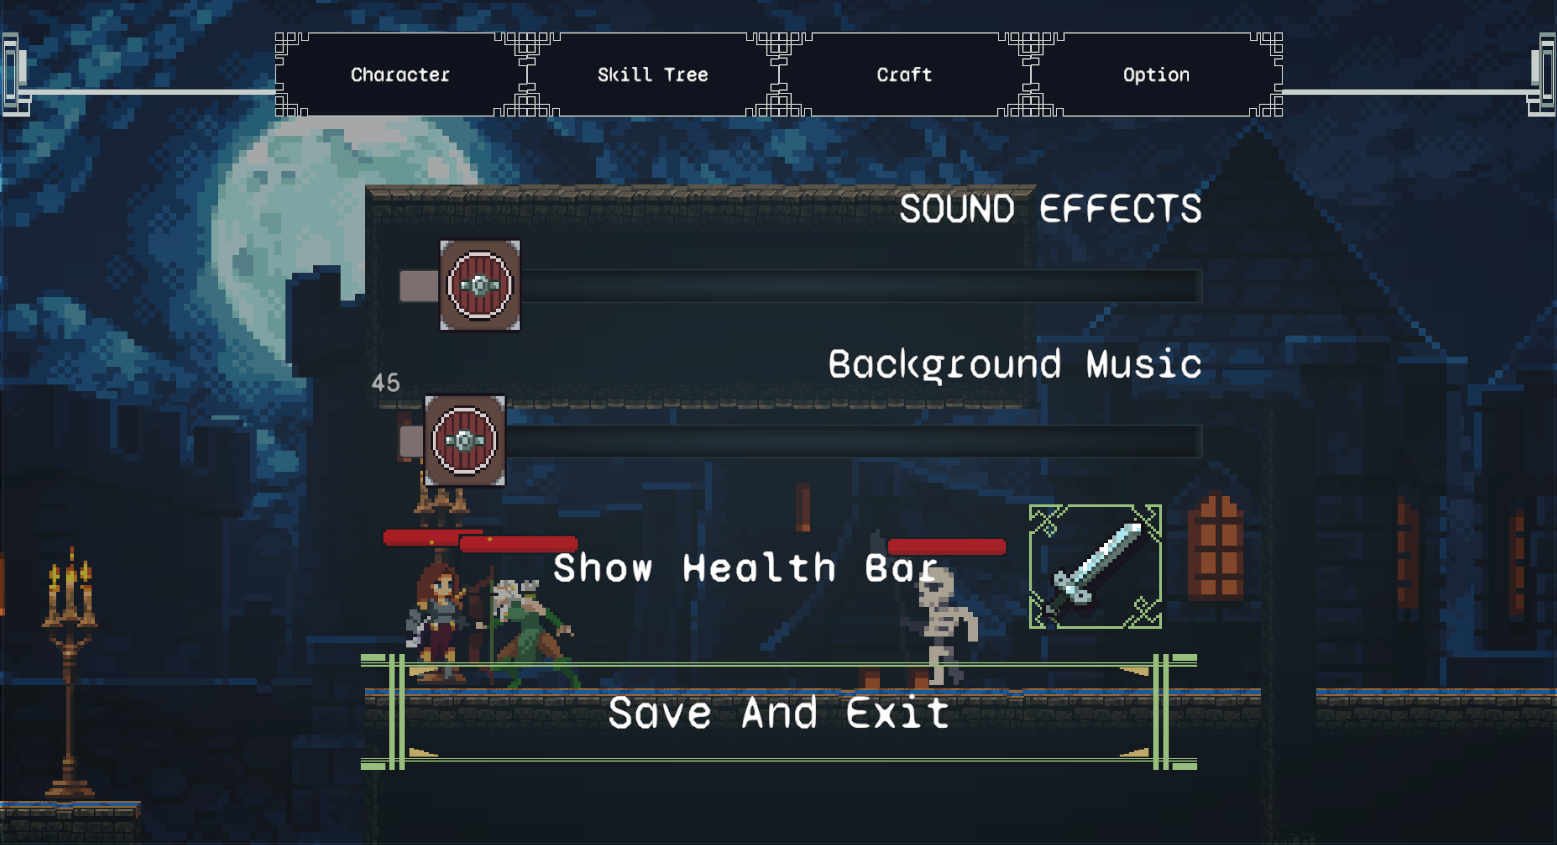 Character
Skill Tree
Craft
Option
SOUND EFFECTS
Background Music
45
Show Health Bar
Save And Exit